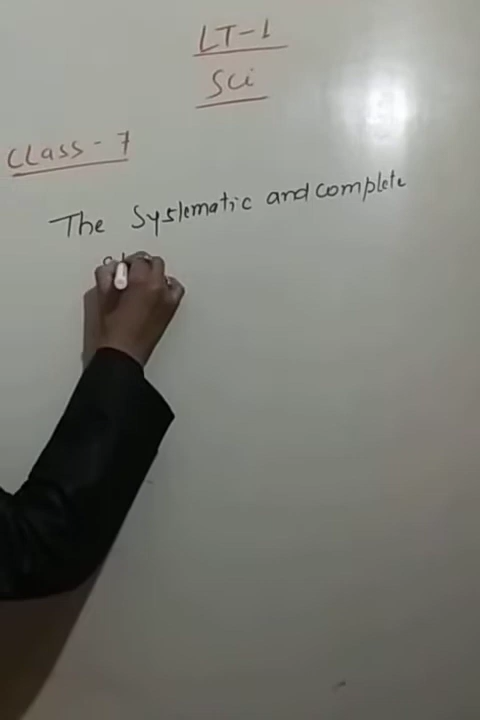 LT-1
Sci
Class - 7
The Systematic and complete